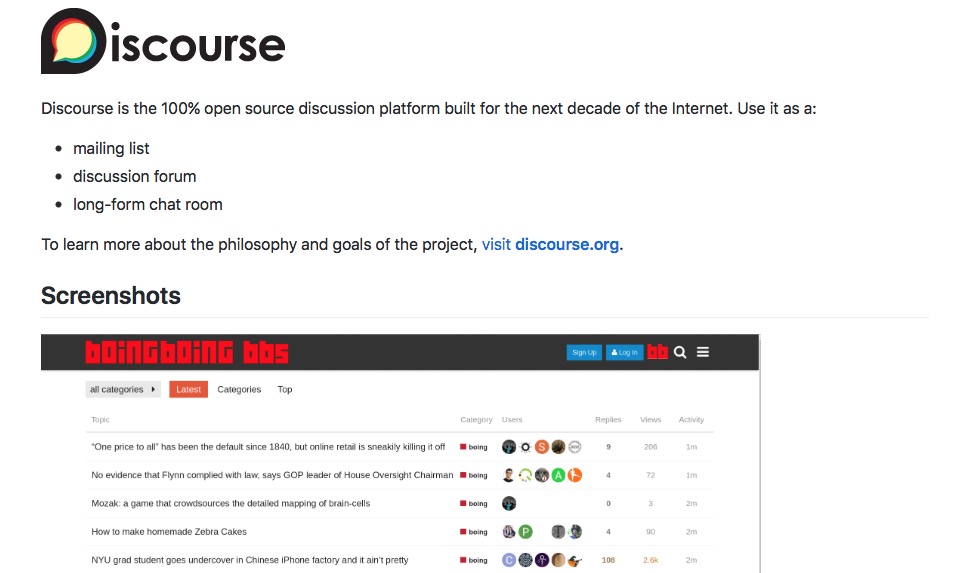 Discourse
Discourse is the 100% open source discussion platform built for the next decade of the Internet. Use it as a:
• mailing list
• discussion forum
• long-form chat room
To learn more about the philosophy and goals of the project, visit discourse.org.
Screenshots
boingboing bbs Sign Up Log In bb
all categories Latest Categories Top
Topic Category Users Replies Views Activity
"One price to all" has been the default since 1840, but online retail is sneakily killing it off boing S 9 206 1m
No evidence that Flynn complied with law, says GOP leader of House Oversight Chairman boing A 4 72 1m
Mozak: a game that crowdsources the detailed mapping of brain-cells boing 0 3 2m
How to make homemade Zebra Cakes boing P 4 90 2m
NYU grad student goes undercover in Chinese iPhone factory and it ain't pretty boing C 108 2.6k 2m